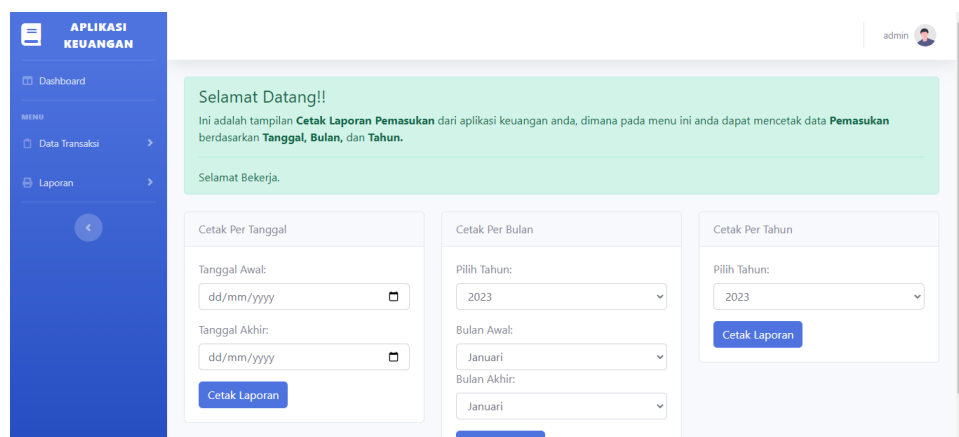 APLIKASI
KEUANGAN
admin
Dashboard
MENU
Data Transaksi
Laporan
Selamat Datang!!
Ini adalah tampilan Cetak Laporan Pemasukan dari aplikasi keuangan anda, dimana pada menu ini anda dapat mencetak data Pemasukan
berdasarkan Tanggal, Bulan, dan Tahun.
Selamat Bekerja.
Cetak Per Tanggal
Tanggal Awal:
dd/mm/yyyy
Tanggal Akhir:
dd/mm/yyyy
Cetak Laporan
Cetak Per Bulan
Pilih Tahun:
2023
Bulan Awal:
Januari
Bulan Akhir:
Januari
Cetak Per Tahun
Pilih Tahun:
2023
Cetak Laporan